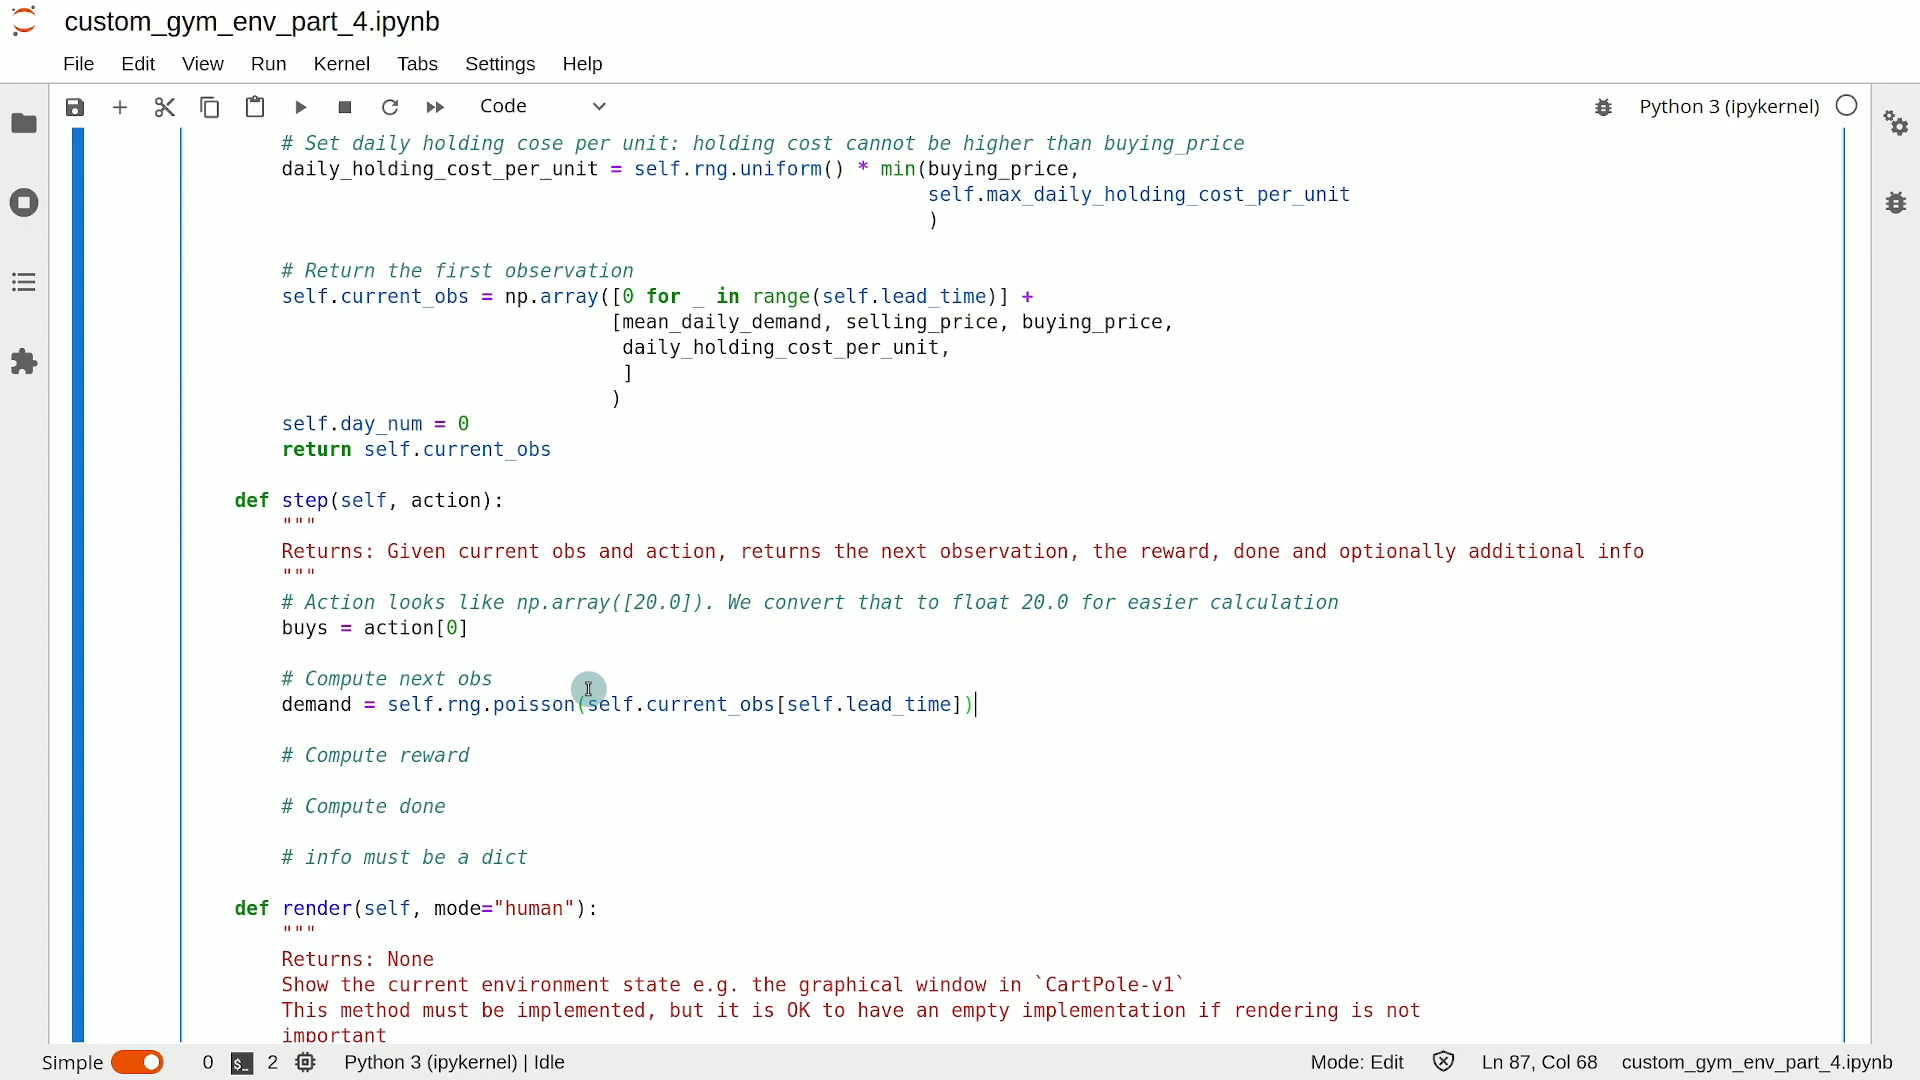 custom_gym_env_part_4.ipynb
File Edit View Run Kernel Tabs Settings Help
Code Python 3 (ipykernel)
# Set daily holding cose per unit: holding cost cannot be higher than buying_price
daily_holding_cost_per_unit = self.rng.uniform() * min(buying_price,
self.max_daily_holding_cost_per_unit
)
# Return the first observation
self.current_obs = np.array([0 for _ in range(self.lead_time)] +
[mean_daily_demand, selling_price, buying_price,
daily_holding_cost_per_unit,
]
)
self.day_num = 0
return self.current_obs
def step(self, action):
"""
Returns: Given current obs and action, returns the next observation, the reward, done and optionally additional info
"""
# Action looks like np.array([20.0]). We convert that to float 20.0 for easier calculation
buys = action[0]
# Compute next obs
demand = self.rng.poisson(self.current_obs[self.lead_time])
# Compute reward
# Compute done
# info must be a dict
def render(self, mode="human"):
"""
Returns: None
Show the current environment state e.g. the graphical window in `CartPole-v1`
This method must be implemented, but it is OK to have an empty implementation if rendering is not
important
Simple 0 $_ 2 Python 3 (ipykernel) | Idle Mode: Edit Ln 87, Col 68 custom_gym_env_part_4.ipynb